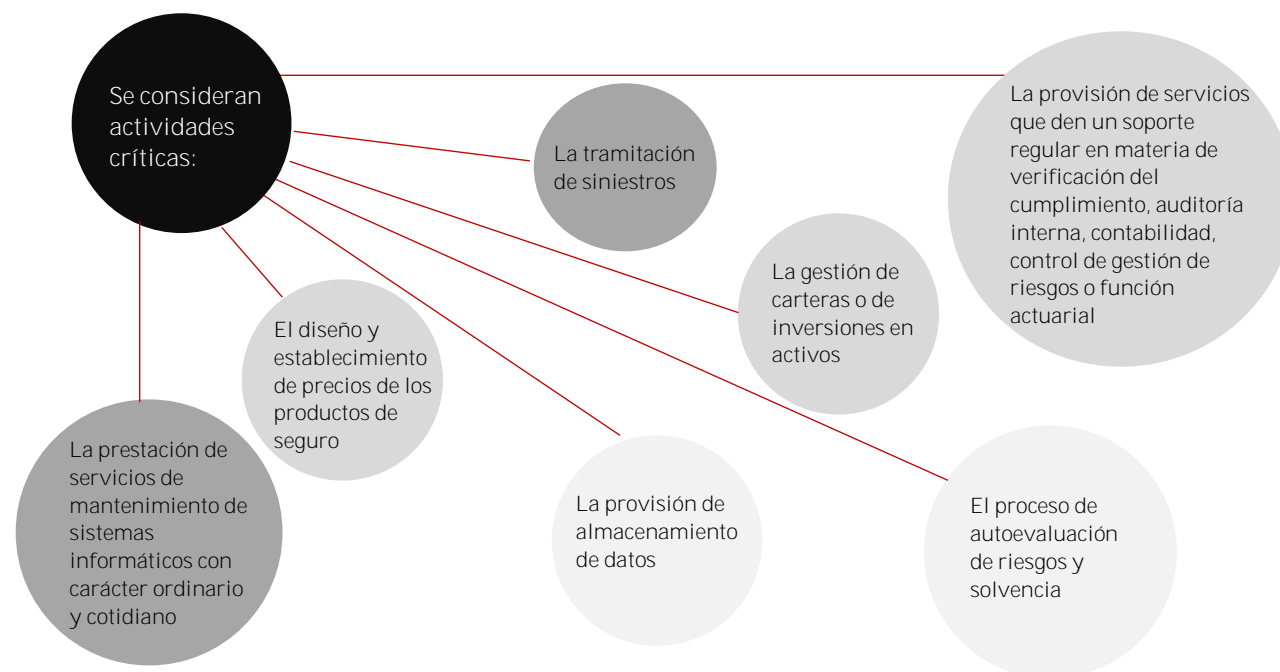 Se consideran
actividades
críticas:
La tramitación
de siniestros
La provisión de servicios
que den un soporte
regular en materia de
verificación del
cumplimiento, auditoría
interna, contabilidad,
control de gestión de
riesgos o función
actuarial
La gestión de
carteras o de
inversiones en
activos
El diseño y
establecimiento
de precios de los
productos de
seguro
La prestación de
servicios de
mantenimiento de
sistemas
informáticos con
carácter ordinario
y cotidiano
La provisión de
almacenamiento
de datos
El proceso de
autoevaluación
de riesgos y
solvencia